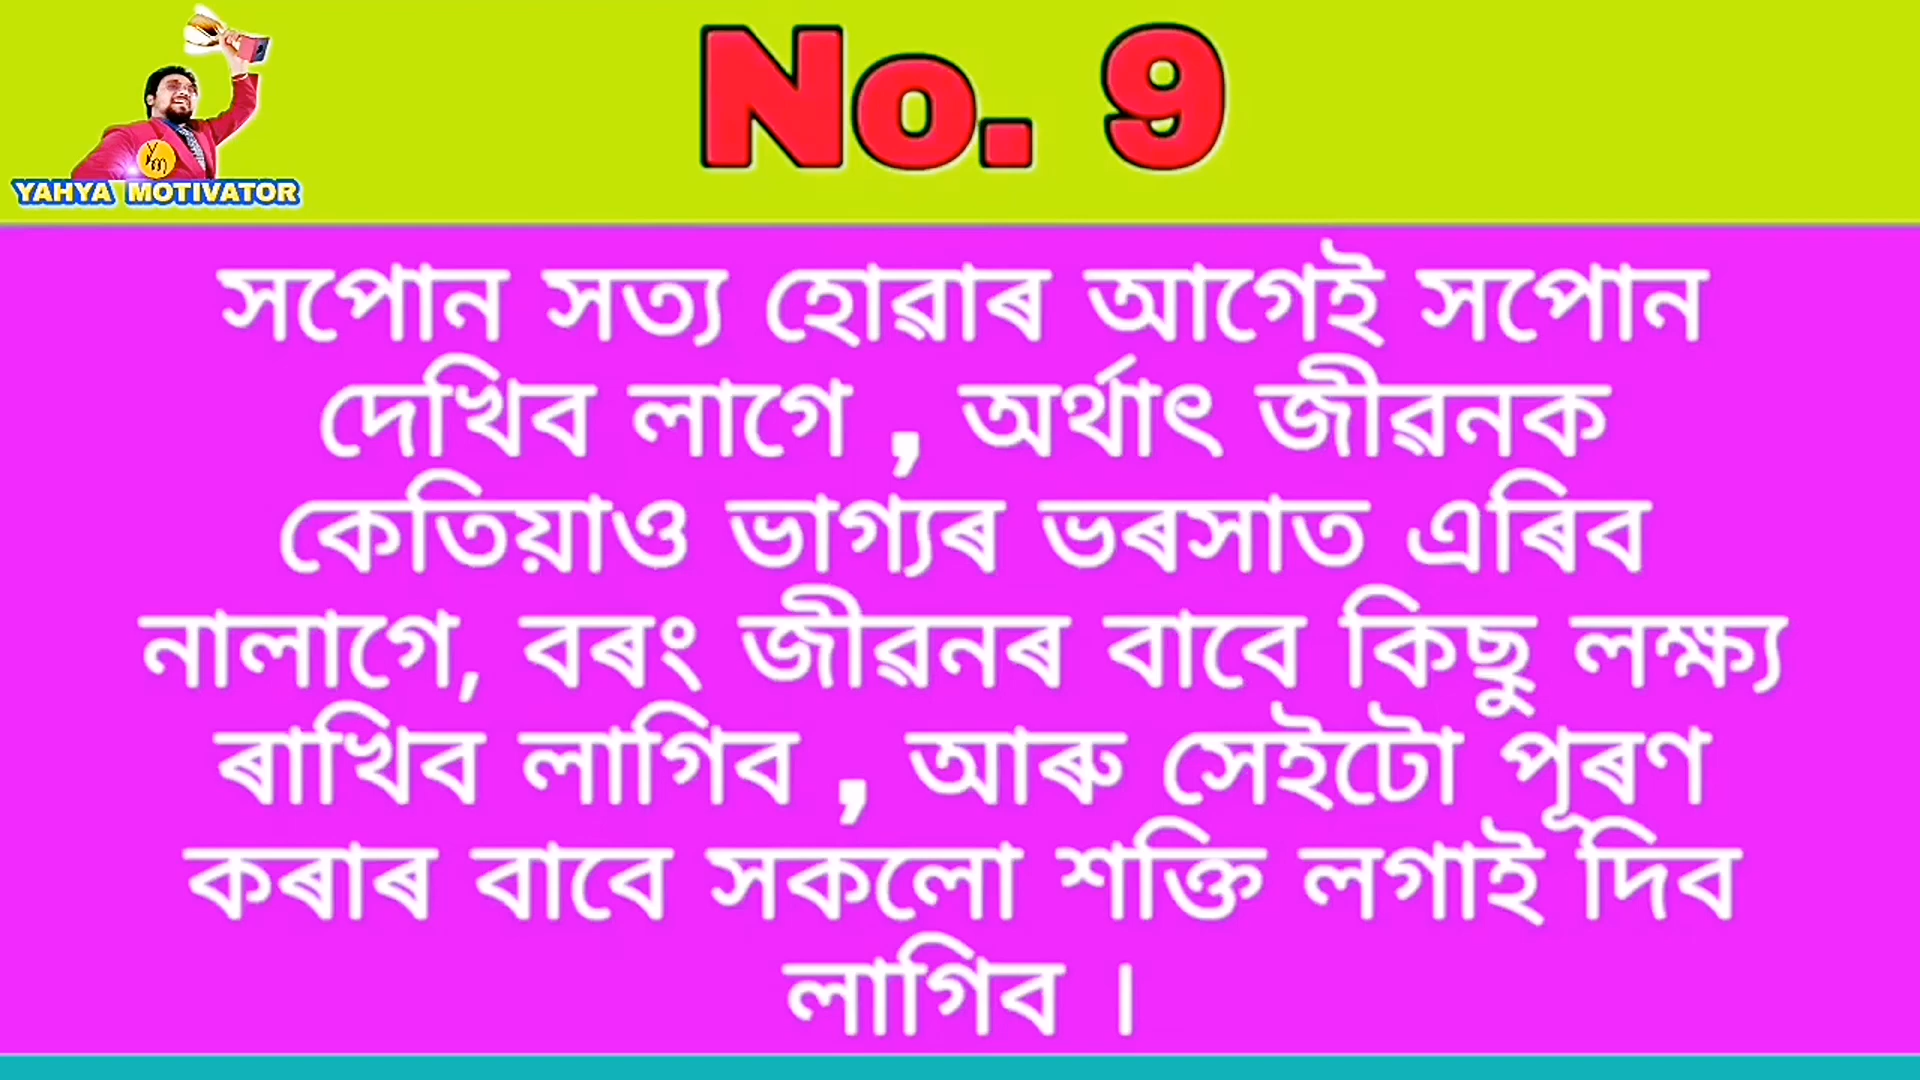 No. 9
YAHYA MOTIVATOR
সপোন সত্য হোৱাৰ আগেই সপোন
দেখিব লাগে , অৰ্থাৎ জীৱনক
কেতিয়াও ভাগ্যৰ ভৰসাত এৰিব
নালাগে, বৰং জীৱনৰ বাবে কিছু লক্ষ্য
ৰাখিব লাগিব , আৰু সেইটো পূৰণ
কৰাৰ বাবে সকলো শক্তি লগাই দিব
লাগিব ।